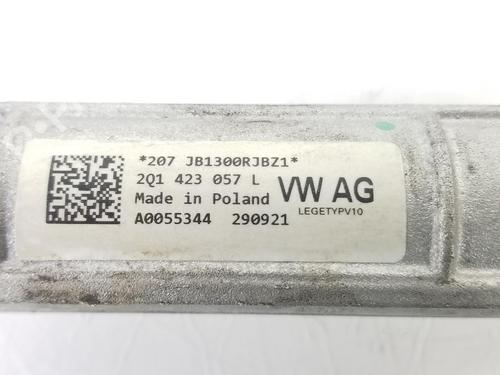 *207 JB1300RJBZ1*
2Q1 423 057 L
Made in Poland
A0055344 290921
VW AG
LEGETYPV10